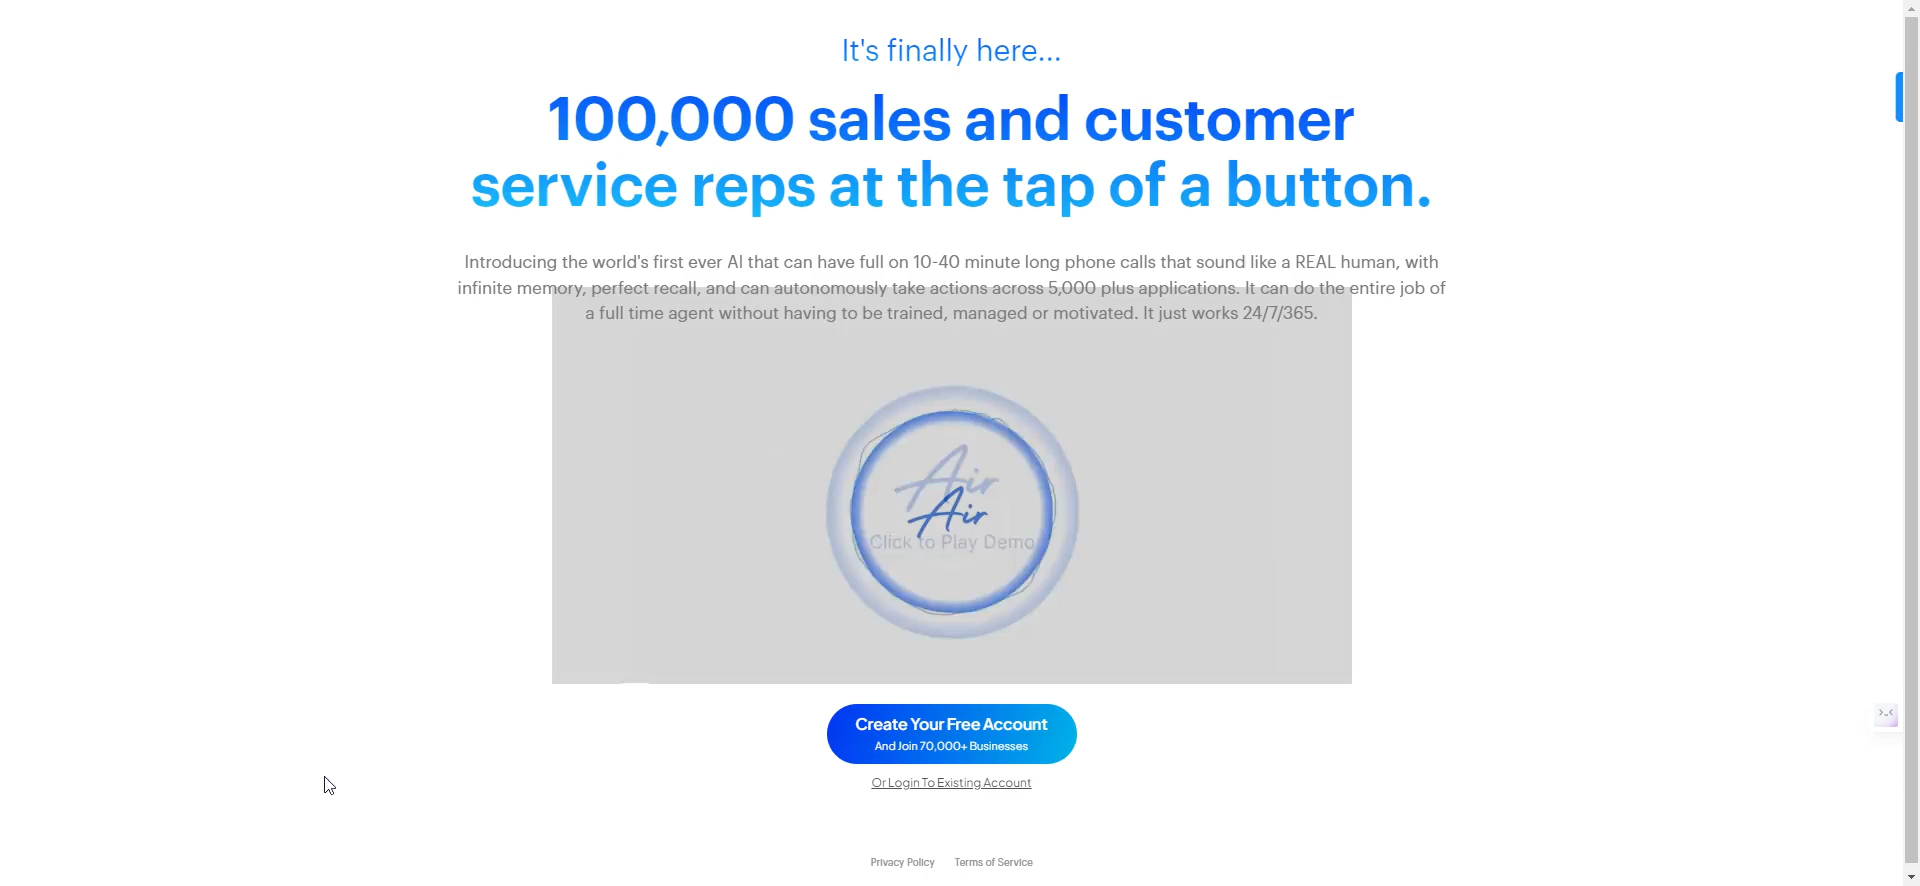 It's finally here...
100,000 sales and customer
service reps at the tap of a button.
Introducing the world's first ever AI that can have full on 10-40 minute long phone calls that sound like a REAL human, with
infinite memory, perfect recall, and can autonomously take actions across 5,000 plus applications. It can do the entire job of
a full time agent without having to be trained, managed or motivated. It just works 24/7/365.
Air
Air
Click to Play Demo
Create Your Free Account
And Join 70,000+ Businesses
Or Login To Existing Account
Privacy Policy Terms of Service